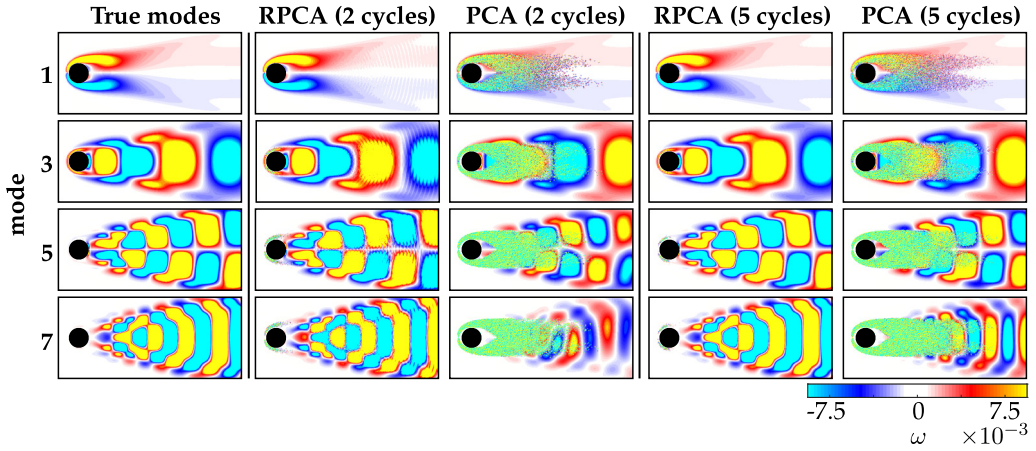 True modes RPCA (2 cycles) PCA (2 cycles) RPCA (5 cycles) PCA (5 cycles)
mode
1
3
5
7
-7.5 0 7.5
ω ×10⁻³